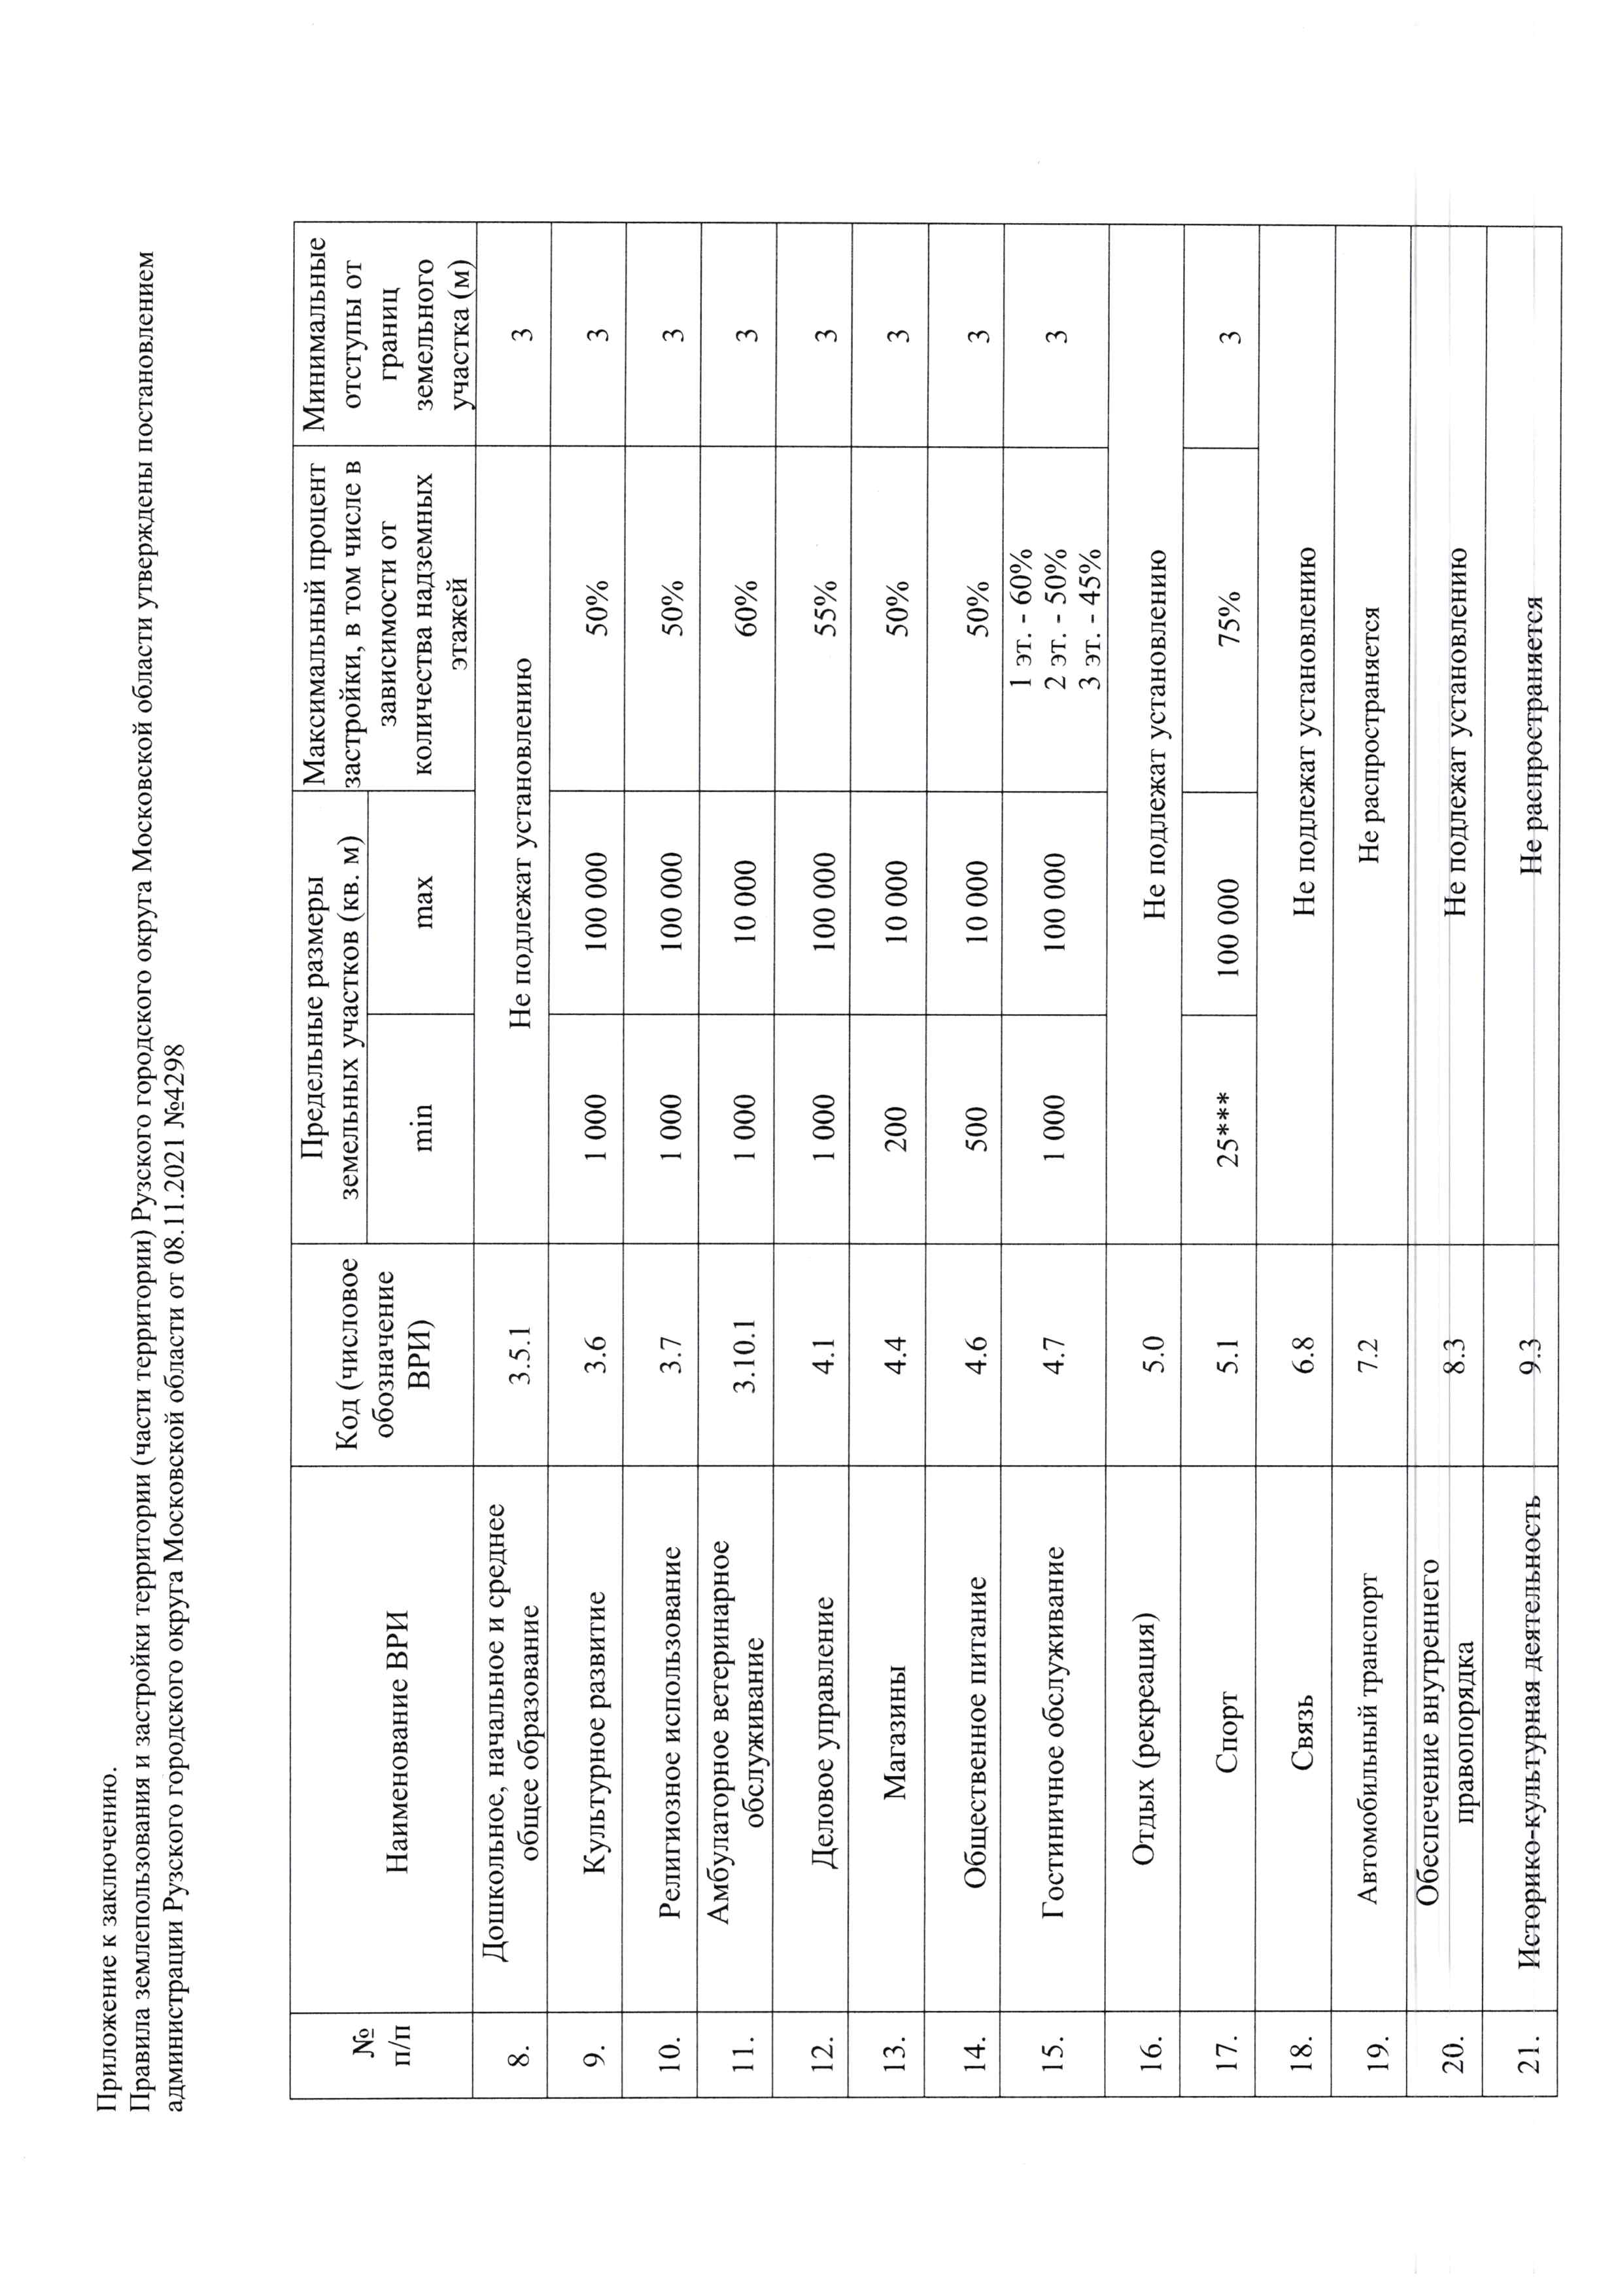 Приложение к заключению.
Правила землепользования и застройки территории (части территории) Рузского городского округа Московской области утверждены постановлением
администрации Рузского городского округа Московской области от 08.11.2021 №4298
№
п/п
Наименование ВРИ
Код (числовое
обозначение
ВРИ)
Предельные размеры
земельных участков (кв. м)
min
max
Максимальный процент
застройки, в том числе в
зависимости от
количества надземных
этажей
Минимальные
отступы от
границ
земельного
участка (м)
8.
Дошкольное, начальное и среднее
общее образование
3.5.1
Не подлежат установлению
3
9.
Культурное развитие
3.6
1 000
100 000
50%
3
10.
Религиозное использование
3.7
1 000
100 000
50%
3
11.
Амбулаторное ветеринарное
обслуживание
3.10.1
1 000
10 000
60%
3
12.
Деловое управление
4.1
1 000
100 000
55%
3
13.
Магазины
4.4
200
10 000
50%
3
14.
Общественное питание
4.6
500
10 000
50%
3
15.
Гостиничное обслуживание
4.7
1 000
100 000
1 эт. - 60%
2 эт. - 50%
3 эт. - 45%
3
16.
Отдых (рекреация)
5.0
Не подлежат установлению
17.
Спорт
5.1
25***
100 000
75%
3
18.
Связь
6.8
Не подлежат установлению
19.
Автомобильный транспорт
7.2
Не распространяется
20.
Обеспечение внутреннего
правопорядка
8.3
Не подлежат установлению
21.
Историко-культурная деятельность
9.3
Не распространяется